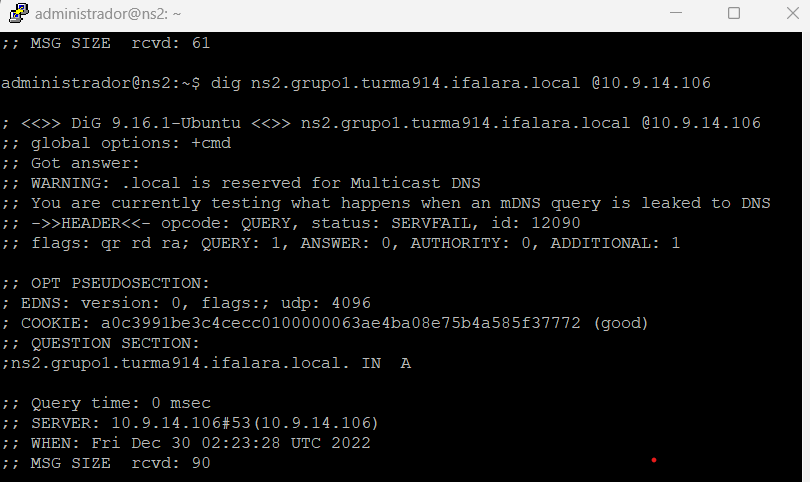 administrador@ns2: ~
;; MSG SIZE  rcvd: 61
administrador@ns2:~$ dig ns2.grupo1.turma914.ifalara.local @10.9.14.106
; <<>> DiG 9.16.1-Ubuntu <<>> ns2.grupo1.turma914.ifalara.local @10.9.14.106
;; global options: +cmd
;; Got answer:
;; WARNING: .local is reserved for Multicast DNS
;; You are currently testing what happens when an mDNS query is leaked to DNS
;; ->>HEADER<<- opcode: QUERY, status: SERVFAIL, id: 12090
;; flags: qr rd ra; QUERY: 1, ANSWER: 0, AUTHORITY: 0, ADDITIONAL: 1
;; OPT PSEUDOSECTION:
; EDNS: version: 0, flags:; udp: 4096
; COOKIE: a0c3991be3c4cecc0100000063ae4ba08e75b4a585f37772 (good)
;; QUESTION SECTION:
;ns2.grupo1.turma914.ifalara.local. IN  A
;; Query time: 0 msec
;; SERVER: 10.9.14.106#53(10.9.14.106)
;; WHEN: Fri Dec 30 02:23:28 UTC 2022
;; MSG SIZE  rcvd: 90